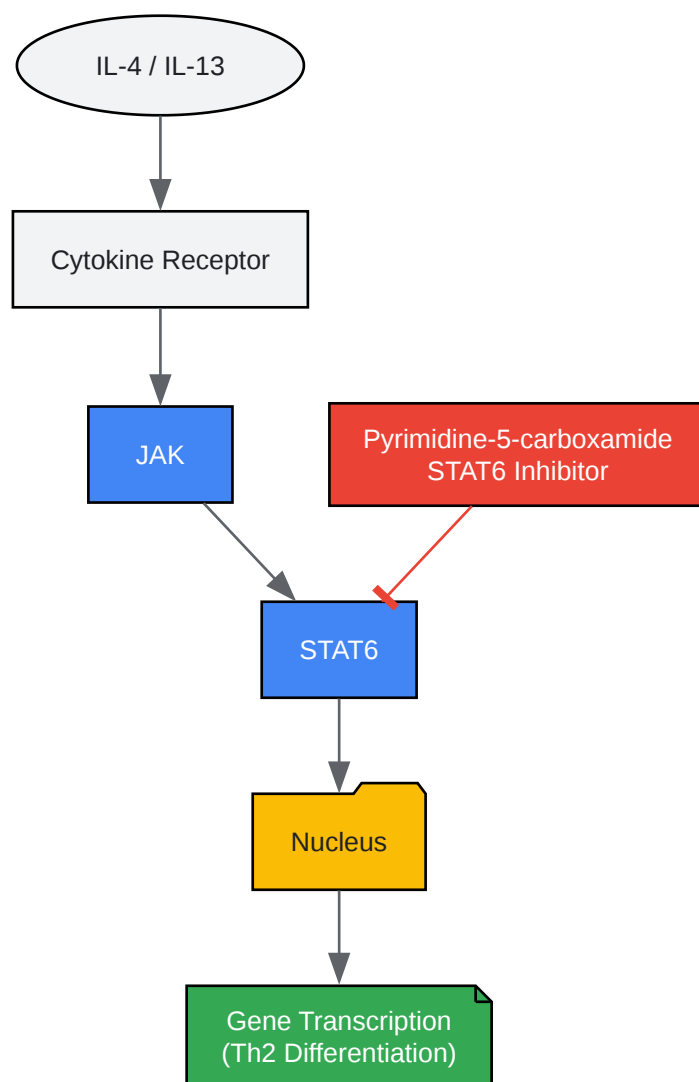 IL-4 / IL-13
Cytokine Receptor
JAK
Pyrimidine-5-carboxamide
STAT6 Inhibitor
STAT6
Nucleus
Gene Transcription
(Th2 Differentiation)